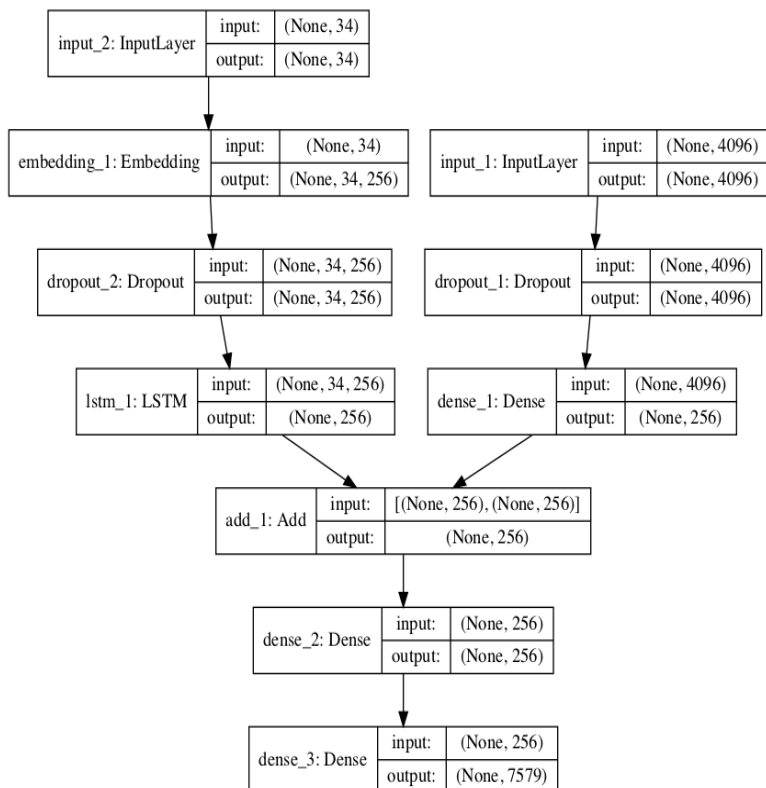 input_2: InputLayer
input: (None, 34)
output: (None, 34)
embedding_1: Embedding
input: (None, 34)
output: (None, 34, 256)
input_1: InputLayer
input: (None, 4096)
output: (None, 4096)
dropout_2: Dropout
input: (None, 34, 256)
output: (None, 34, 256)
dropout_1: Dropout
input: (None, 4096)
output: (None, 4096)
lstm_1: LSTM
input: (None, 34, 256)
output: (None, 256)
dense_1: Dense
input: (None, 4096)
output: (None, 256)
add_1: Add
input: [(None, 256), (None, 256)]
output: (None, 256)
dense_2: Dense
input: (None, 256)
output: (None, 256)
dense_3: Dense
input: (None, 256)
output: (None, 7579)